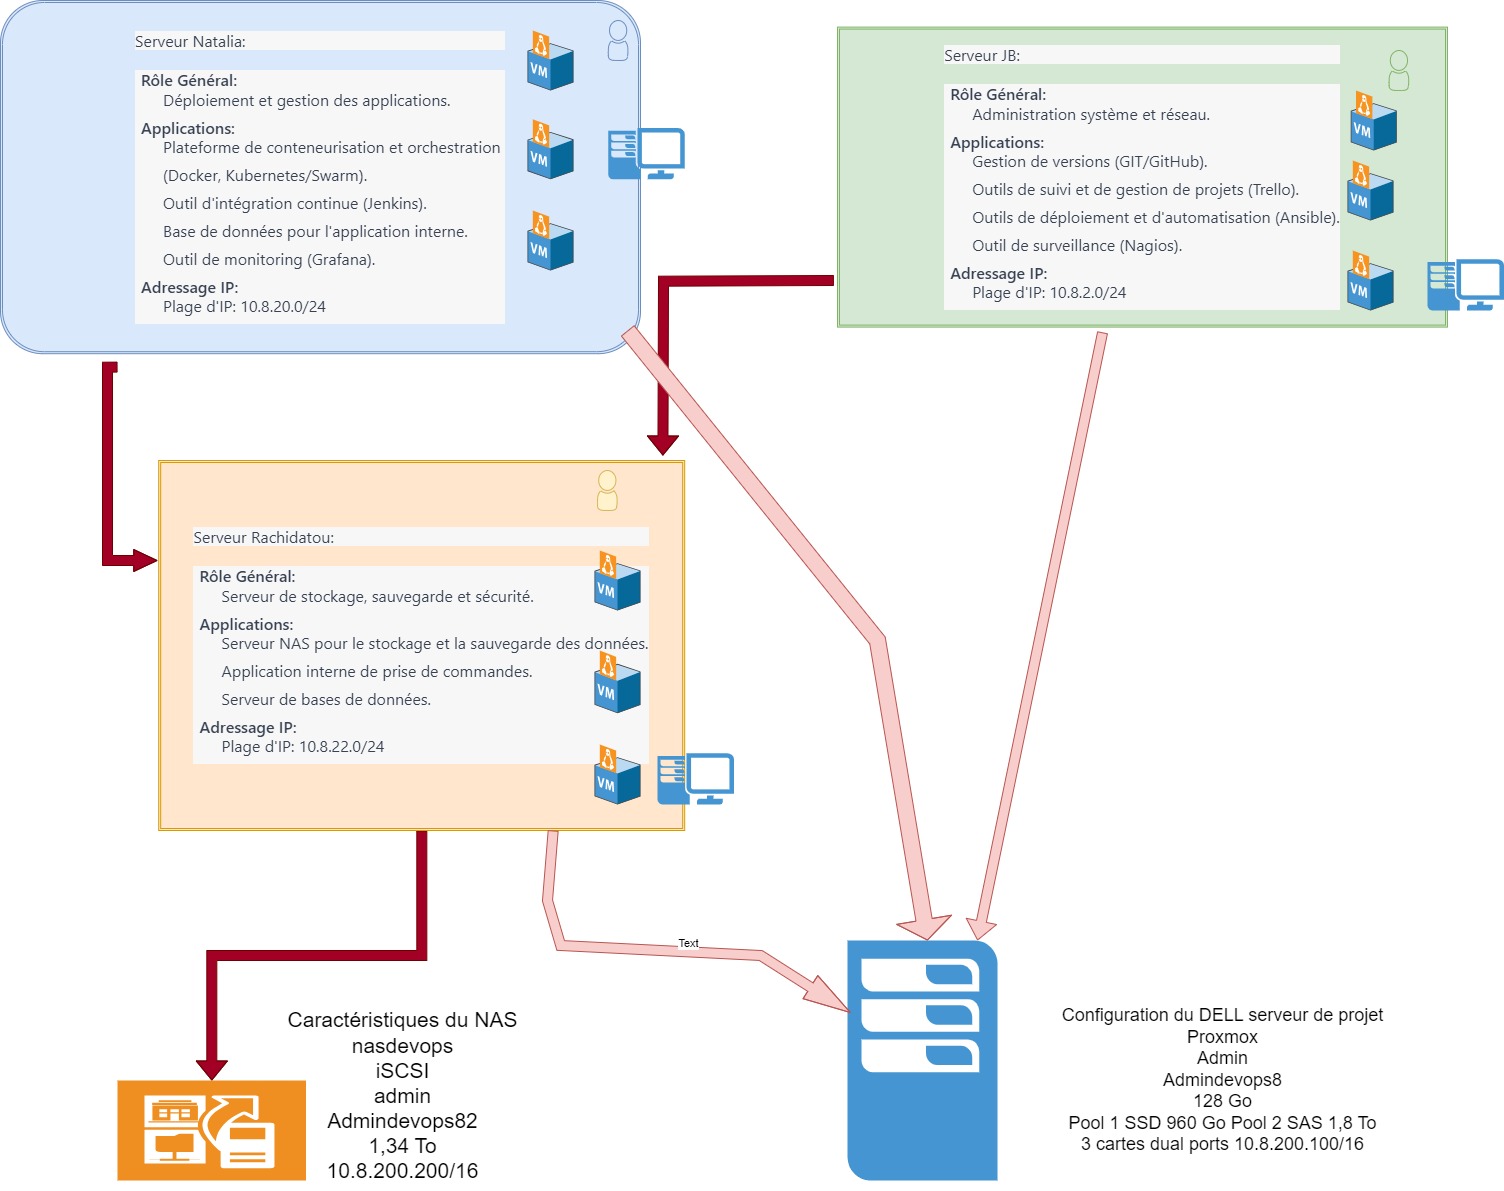 Serveur Natalia:
Rôle Général:
Déploiement et gestion des applications.
Applications:
Plateforme de conteneurisation et orchestration
(Docker, Kubernetes/Swarm).
Outil d'intégration continue (Jenkins).
Base de données pour l'application interne.
Outil de monitoring (Grafana).
Adressage IP:
Plage d'IP: 10.8.20.0/24
VM
VM
VM
Serveur JB:
Rôle Général:
Administration système et réseau.
Applications:
Gestion de versions (GIT/GitHub).
Outils de suivi et de gestion de projets (Trello).
Outils de déploiement et d'automatisation (Ansible).
Outil de surveillance (Nagios).
Adressage IP:
Plage d'IP: 10.8.2.0/24
VM
VM
VM
Serveur Rachidatou:
Rôle Général:
Serveur de stockage, sauvegarde et sécurité.
Applications:
Serveur NAS pour le stockage et la sauvegarde des données.
Application interne de prise de commandes.
Serveur de bases de données.
Adressage IP:
Plage d'IP: 10.8.22.0/24
VM
VM
VM
Text
Caractéristiques du NAS
nasdevops
iSCSI
admin
Admindevops82
1,34 To
10.8.200.200/16
Configuration du DELL serveur de projet
Proxmox
Admin
Admindevops8
128 Go
Pool 1 SSD 960 Go Pool 2 SAS 1,8 To
3 cartes dual ports 10.8.200.100/16